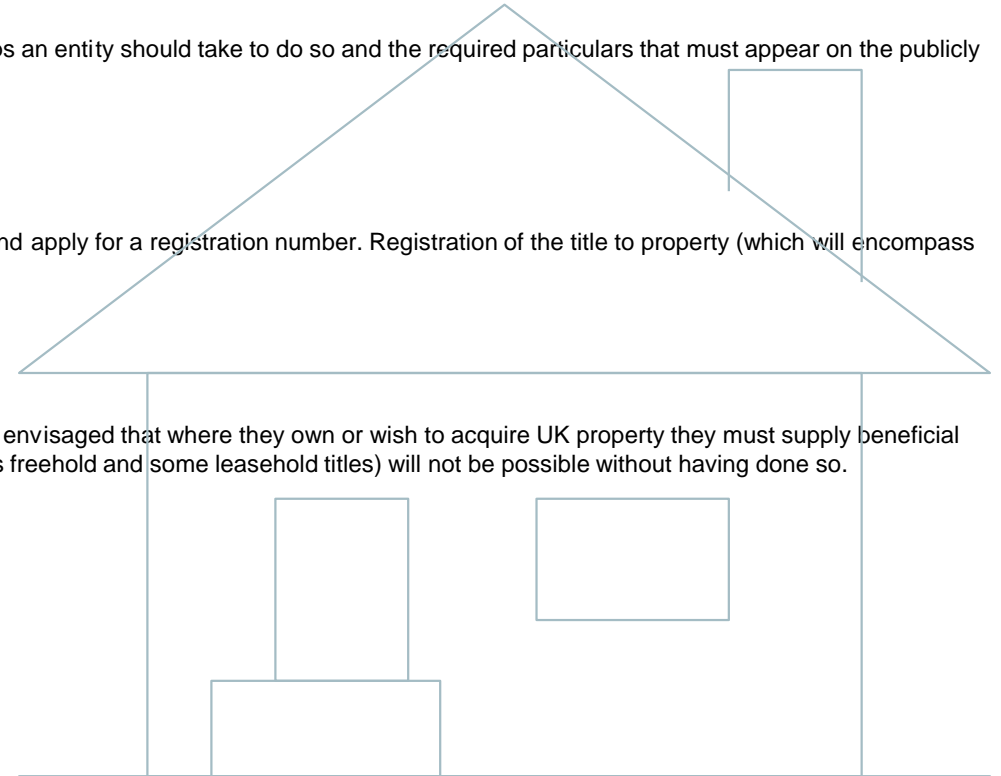 an entity should take to do so and the required particulars that must appear on the publicly
apply for a registration number. Registration of the title to property (which will encompass
envisaged that where they own or wish to acquire UK property they must supply beneficial
freehold and some leasehold titles) will not be possible without having done so.